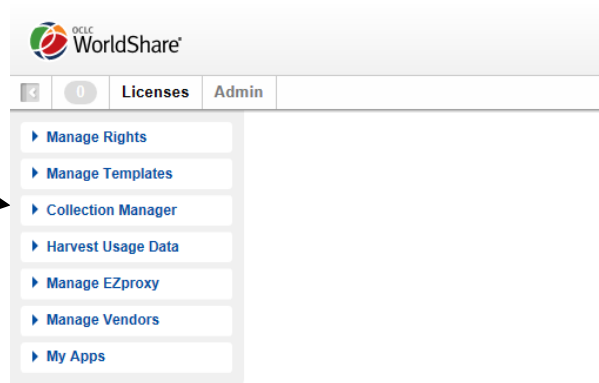 OCLC
WorldShare®
0 Licenses Admin
Manage Rights
Manage Templates
Collection Manager
Harvest Usage Data
Manage EZproxy
Manage Vendors
My Apps